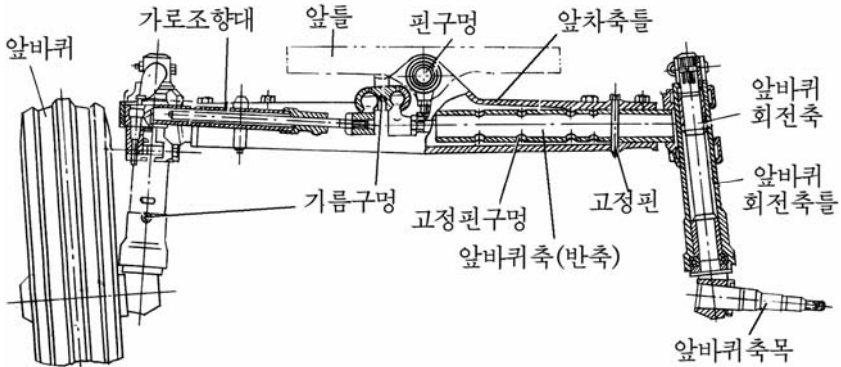 앞바퀴
가로조향대
앞틀
핀구멍
앞차축틀
앞바퀴
회전축
앞바퀴
회전축틀
기름구멍
고정핀구멍
고정핀
앞바퀴축(반축)
앞바퀴축목